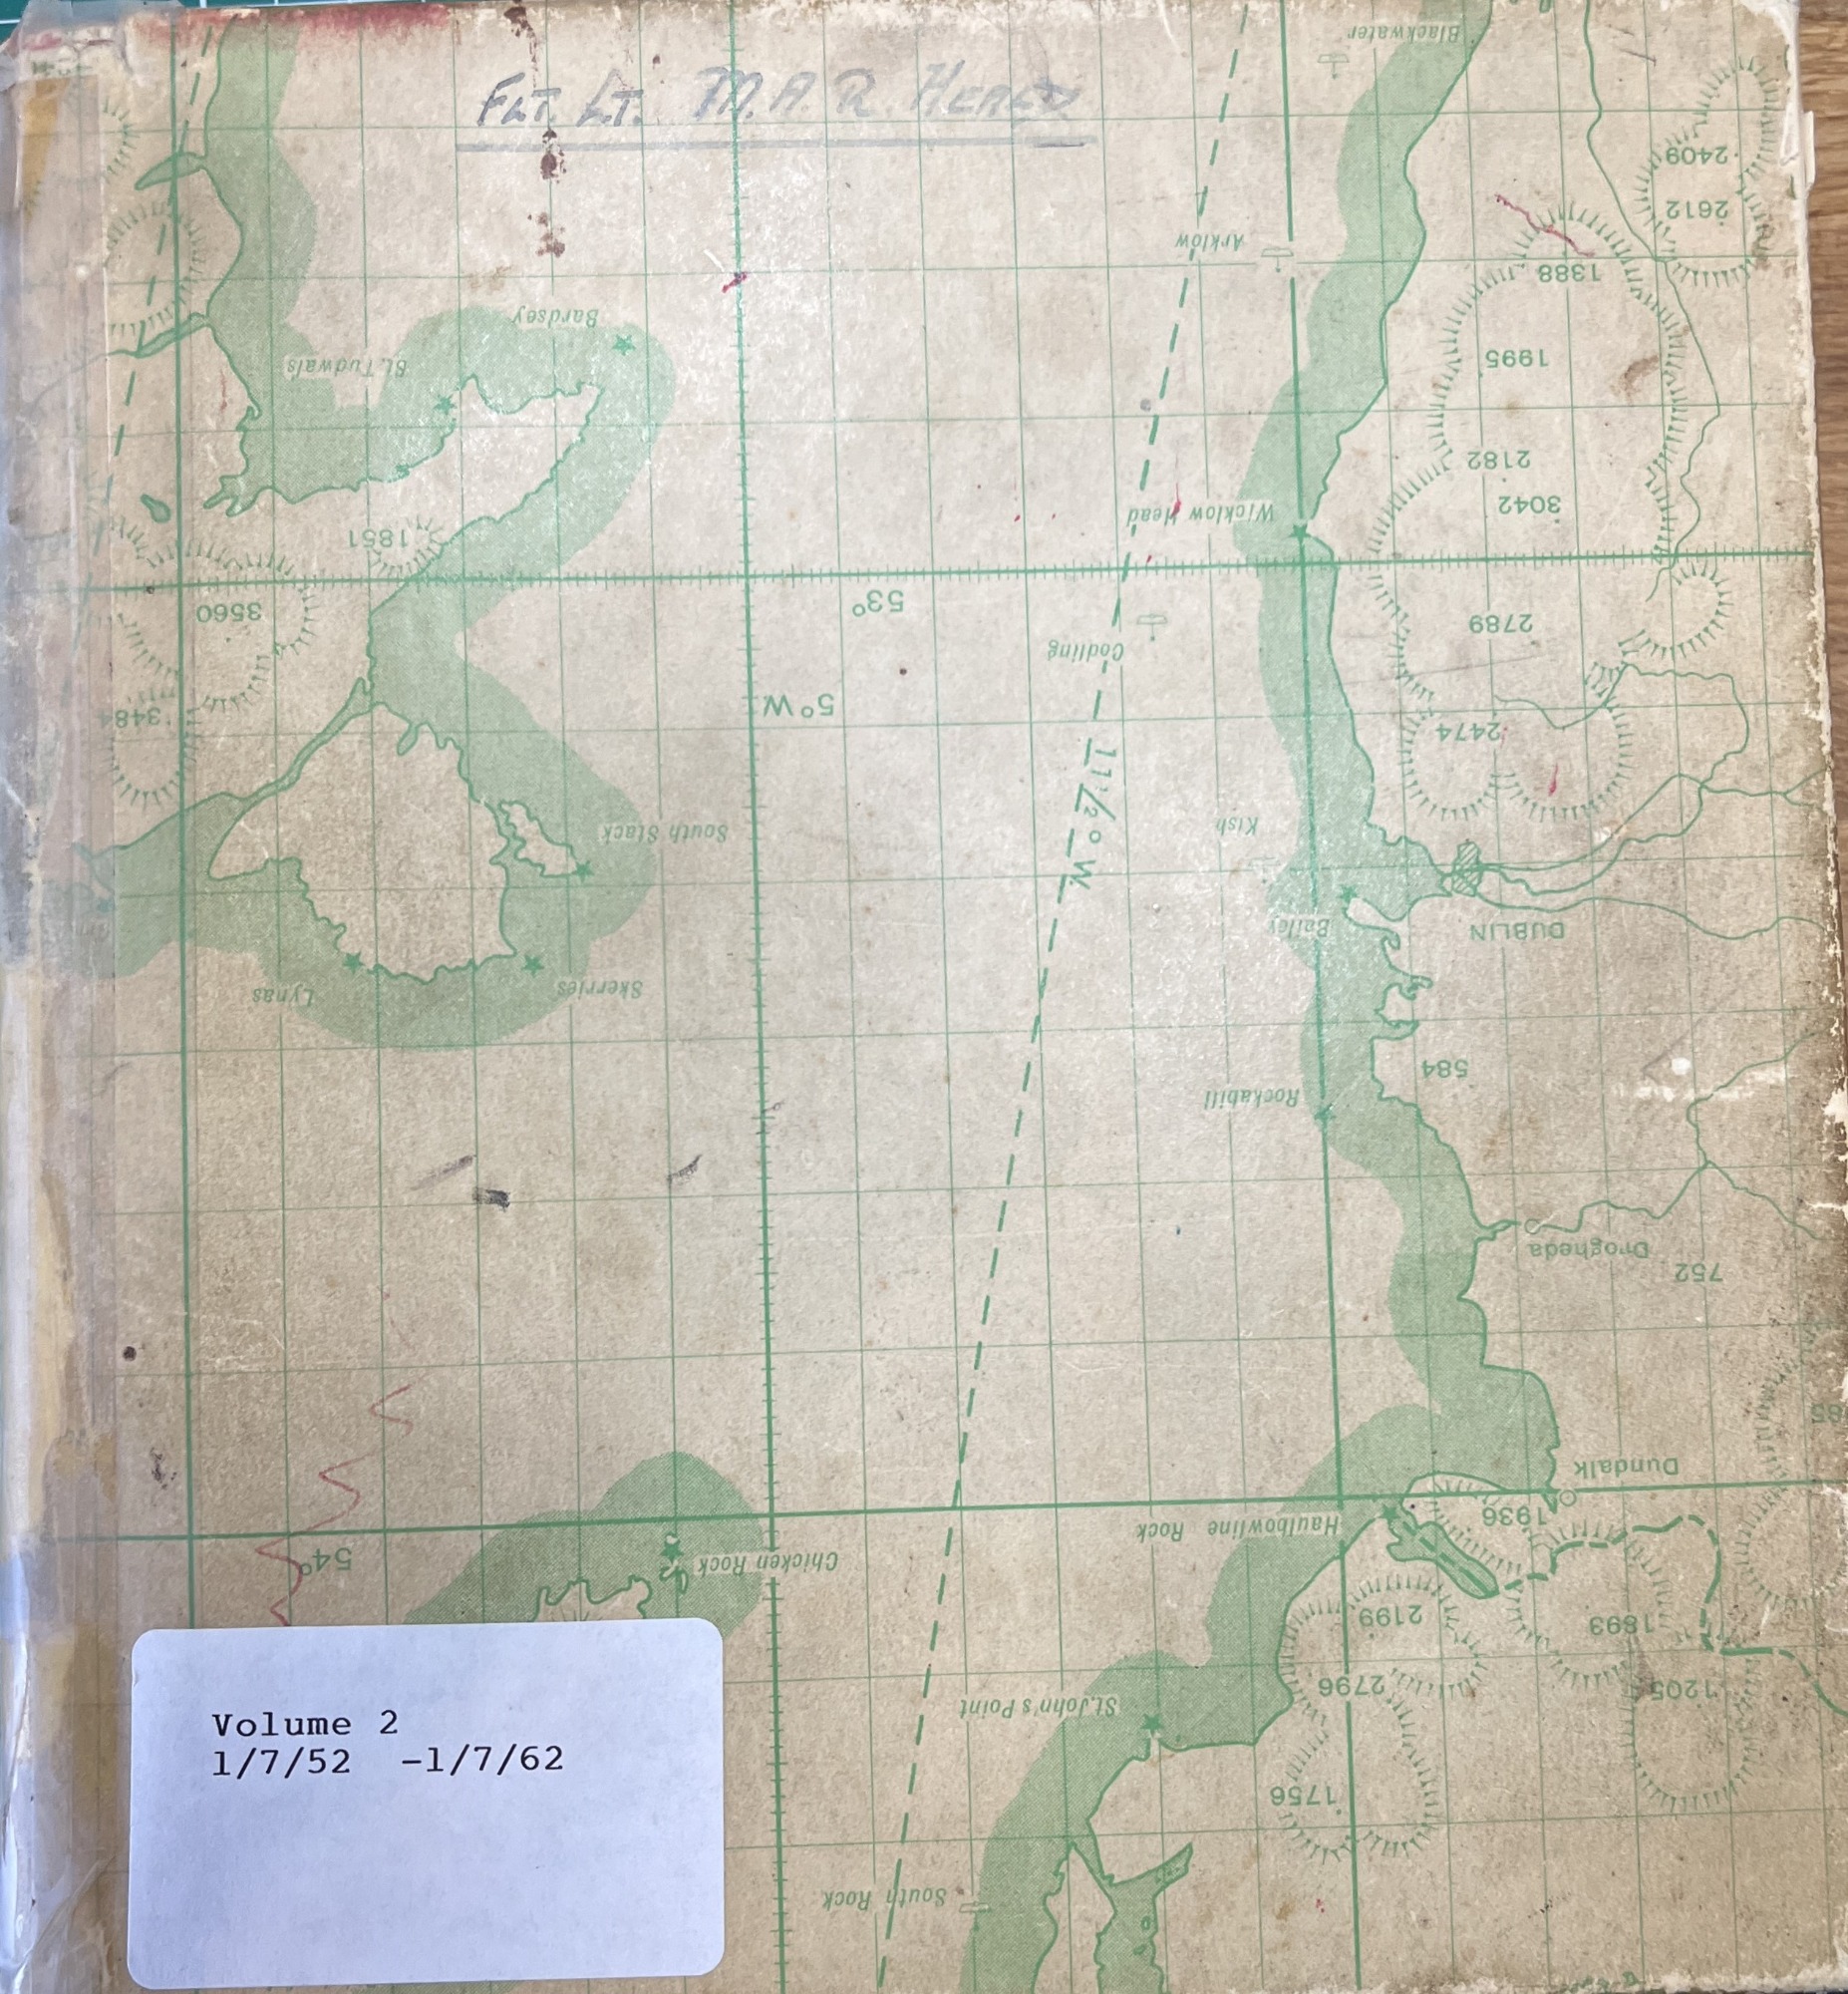 Blackwater
FLT. LT. M.A.R. HEARD
2409
2612
Arklow
1388
Bardsey
1995
St. Tudwals
2182
3042
Wicklow Head
1851
53°
3560
2789
Codling
5° W.
3484
2474
11½° W.
Kish
South Stack
Bailey
DUBLIN
Skerries
Lynas
584
Rockabill
Drogheda
752
Dundalk
1936
Haulbowline Rock
54°
Chicken Rock
2199
1893
2796
1205
St. John's Point
1756
South Rock
Volume 2
1/7/52 -1/7/62